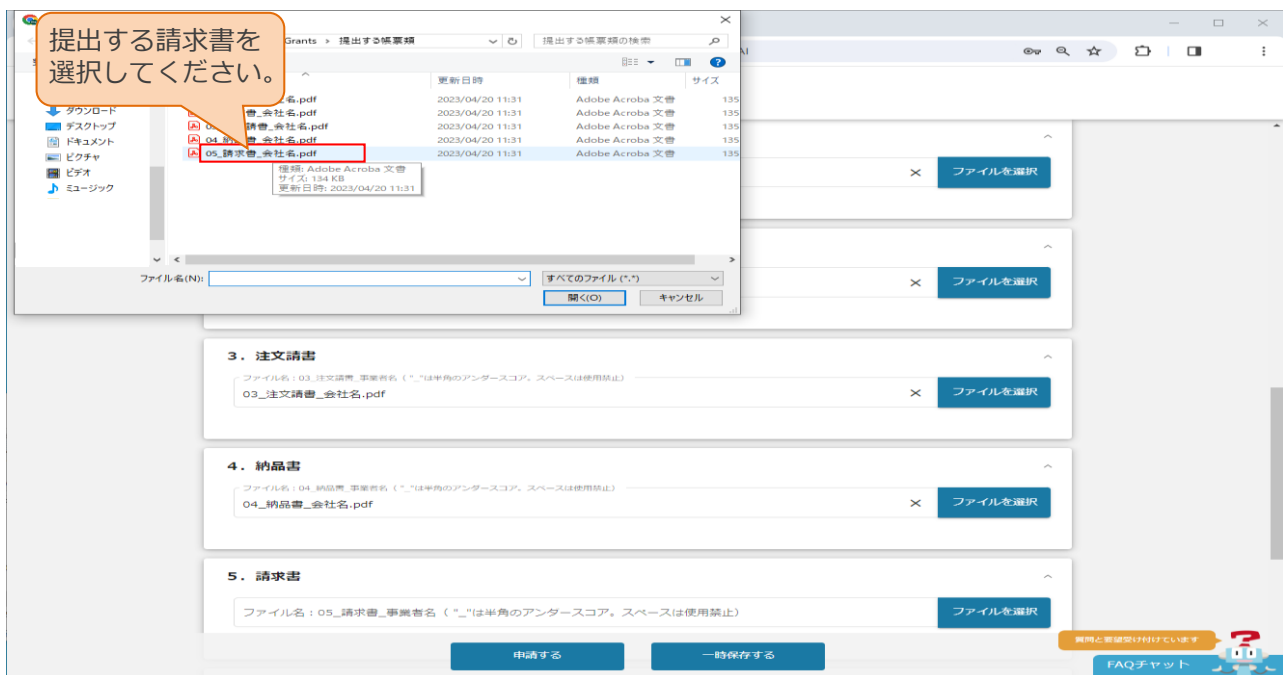 提出する請求書を
選択してください。
Grants › 提出する帳票類
提出する帳票類の検索
更新日時 種類 サイズ
名.pdf 2023/04/20 11:31 Adobe Acroba 文書 135
書_会社名.pdf 2023/04/20 11:31 Adobe Acroba 文書 135
請書_会社名.pdf 2023/04/20 11:31 Adobe Acroba 文書 135
04_納品書_会社名.pdf 2023/04/20 11:31 Adobe Acroba 文書 135
05_請求書_会社名.pdf 2023/04/20 11:31 Adobe Acroba 文書 135
ダウンロード
デスクトップ
ドキュメント
ピクチャ
ビデオ
ミュージック
種類: Adobe Acroba 文書
サイズ: 134 KB
更新日時: 2023/04/20 11:31
ファイル名(N):
すべてのファイル (*.*)
開く(O) キャンセル
ファイルを選択
ファイルを選択
3. 注文請書
ファイル名:03_注文請書_事業者名( "_"は半角のアンダースコア。スペースは使用禁止)
03_注文請書_会社名.pdf
ファイルを選択
4. 納品書
ファイル名:04_納品書_事業者名( "_"は半角のアンダースコア。スペースは使用禁止)
04_納品書_会社名.pdf
ファイルを選択
5. 請求書
ファイル名:05_請求書_事業者名( "_"は半角のアンダースコア。スペースは使用禁止)
ファイルを選択
申請する 一時保存する
質問と要望受け付けています
FAQチャット